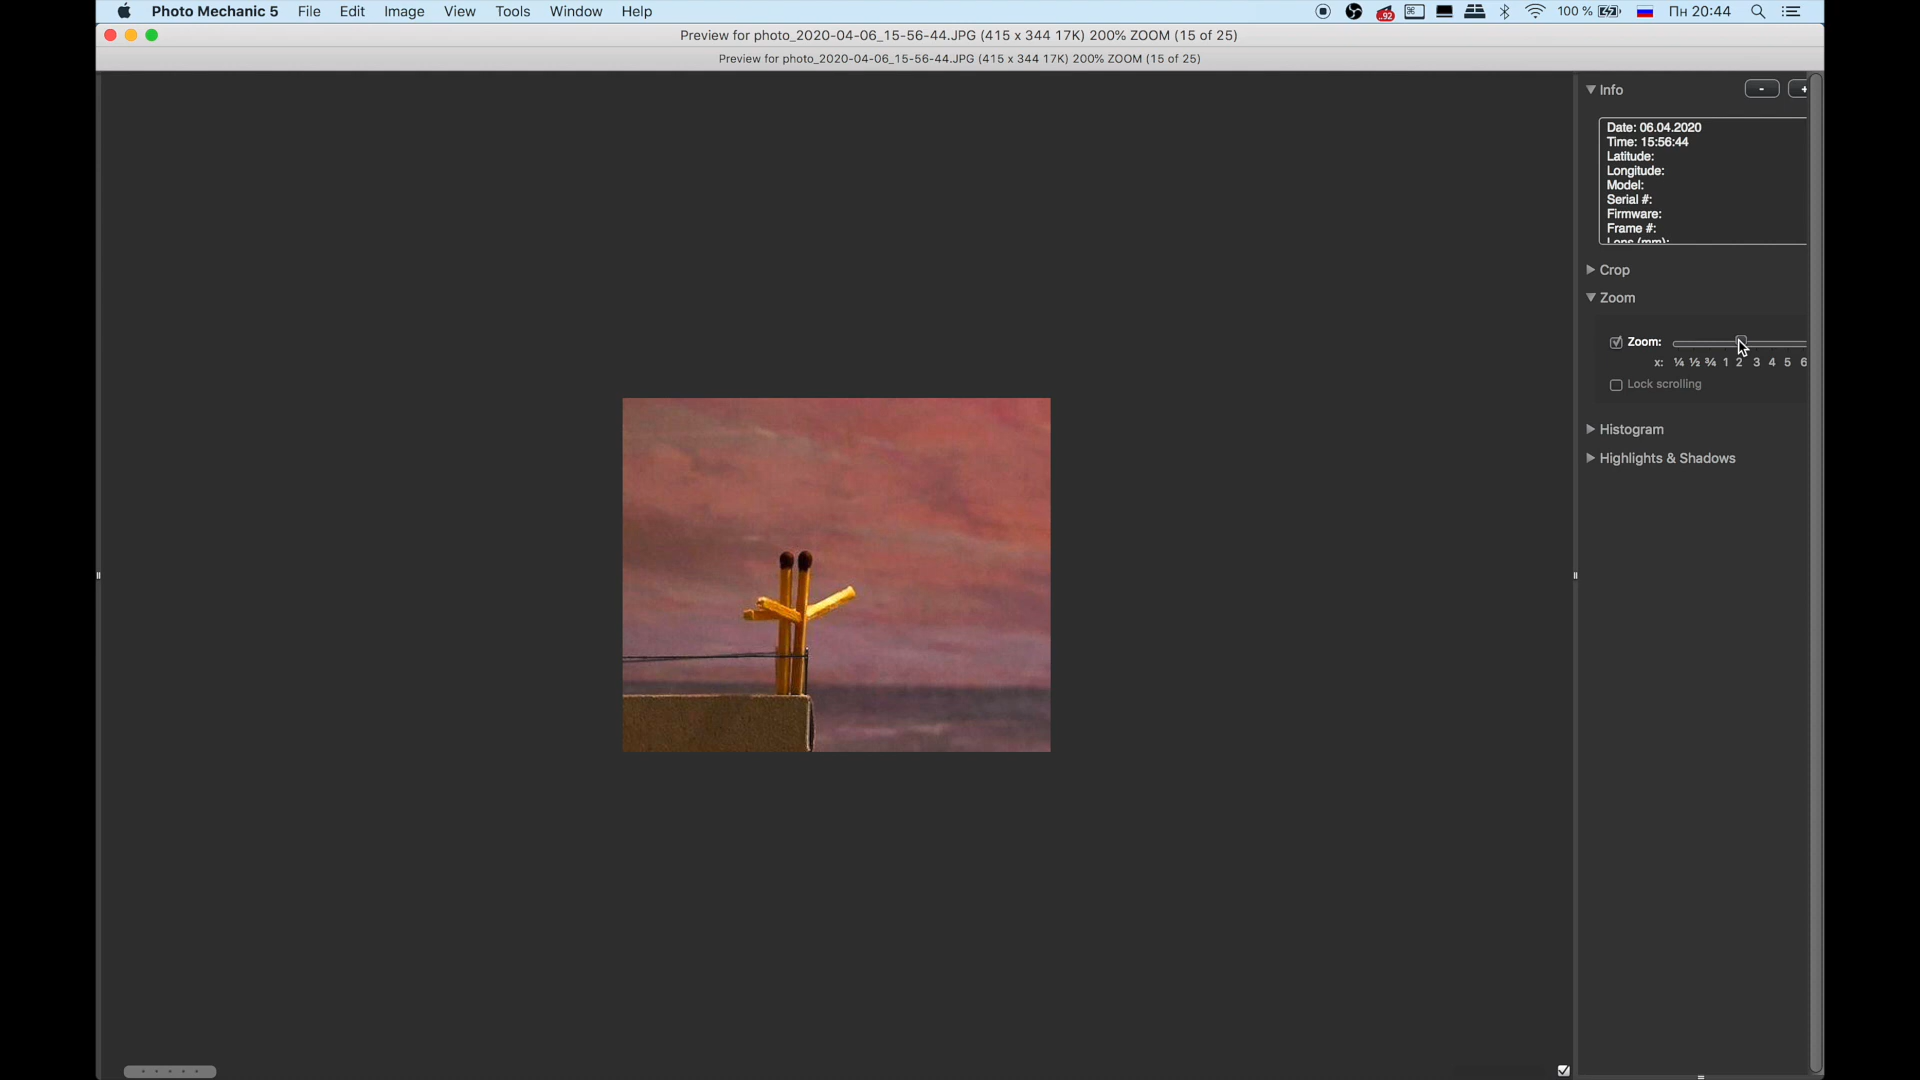 Photo Mechanic 5 File Edit Image View Tools Window Help ..92 100 % Пн 20:44
Preview for photo_2020-04-06_15-56-44.JPG (415 x 344 17K) 200% ZOOM (15 of 25)
Preview for photo_2020-04-06_15-56-44.JPG (415 x 344 17K) 200% ZOOM (15 of 25)
Info - +
Date: 06.04.2020
Time: 15:56:44
Latitude:
Longitude:
Model:
Serial #:
Firmware:
Frame #:
Lens (mm):
Crop
Zoom
Zoom:
x: ¼ ½ ¾ 1 2 3 4 5 6
Lock scrolling
Histogram
Highlights & Shadows